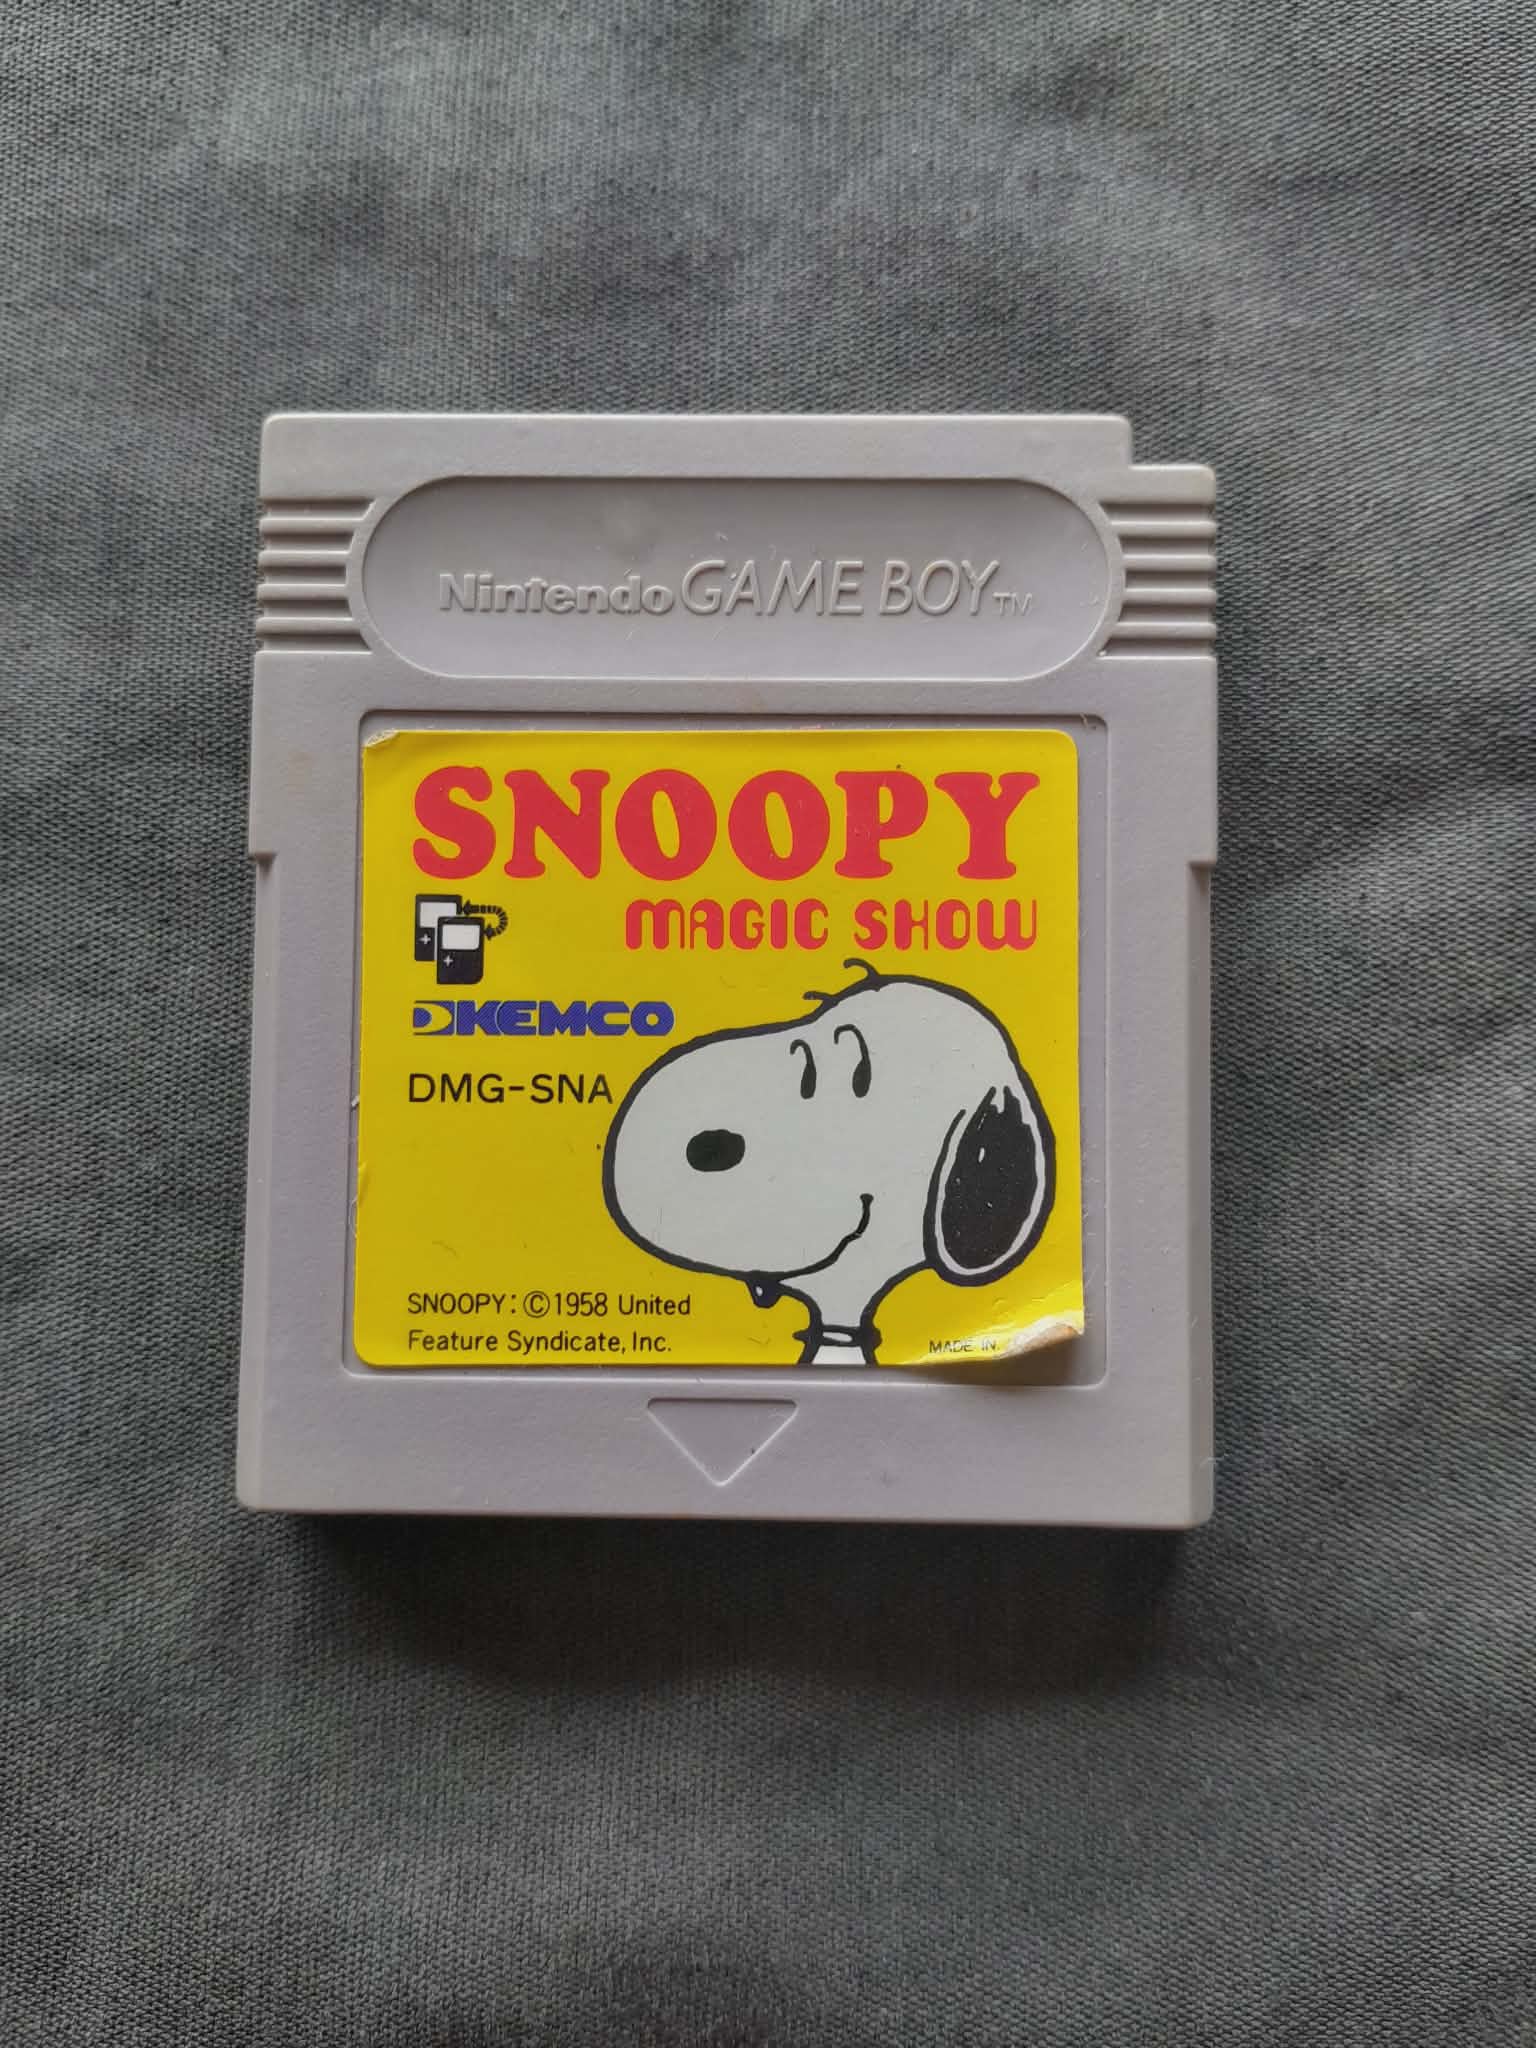 Nintendo GAME BOY TM
SNOOPY
MAGIC SHOW
KEMCO
DMG-SNA
SNOOPY: ©1958 United
Feature Syndicate, Inc.
MADE IN